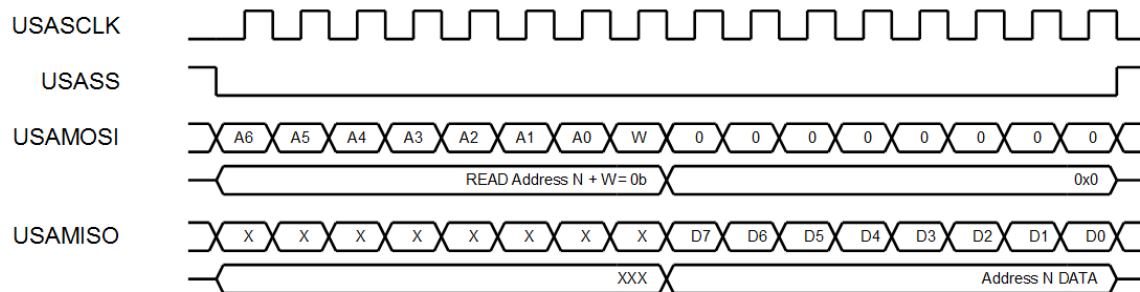 USASCLK
USASS
USAMOSI A6 A5 A4 A3 A2 A1 A0 W 0 0 0 0 0 0 0 0
READ Address N + W= 0b 0x0
USAMISO X X X X X X X X D7 D6 D5 D4 D3 D2 D1 D0
XXX Address N DATA